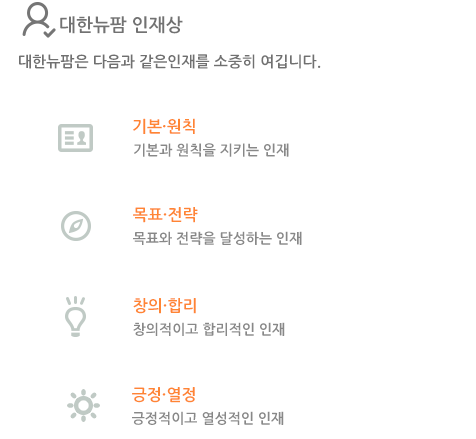 대한뉴팜 인재상
대한뉴팜은 다음과 같은인재를 소중히 여깁니다.
기본·원칙
기본과 원칙을 지키는 인재
목표·전략
목표와 전략을 달성하는 인재
창의·합리
창의적이고 합리적인 인재
긍정·열정
긍정적이고 열성적인 인재